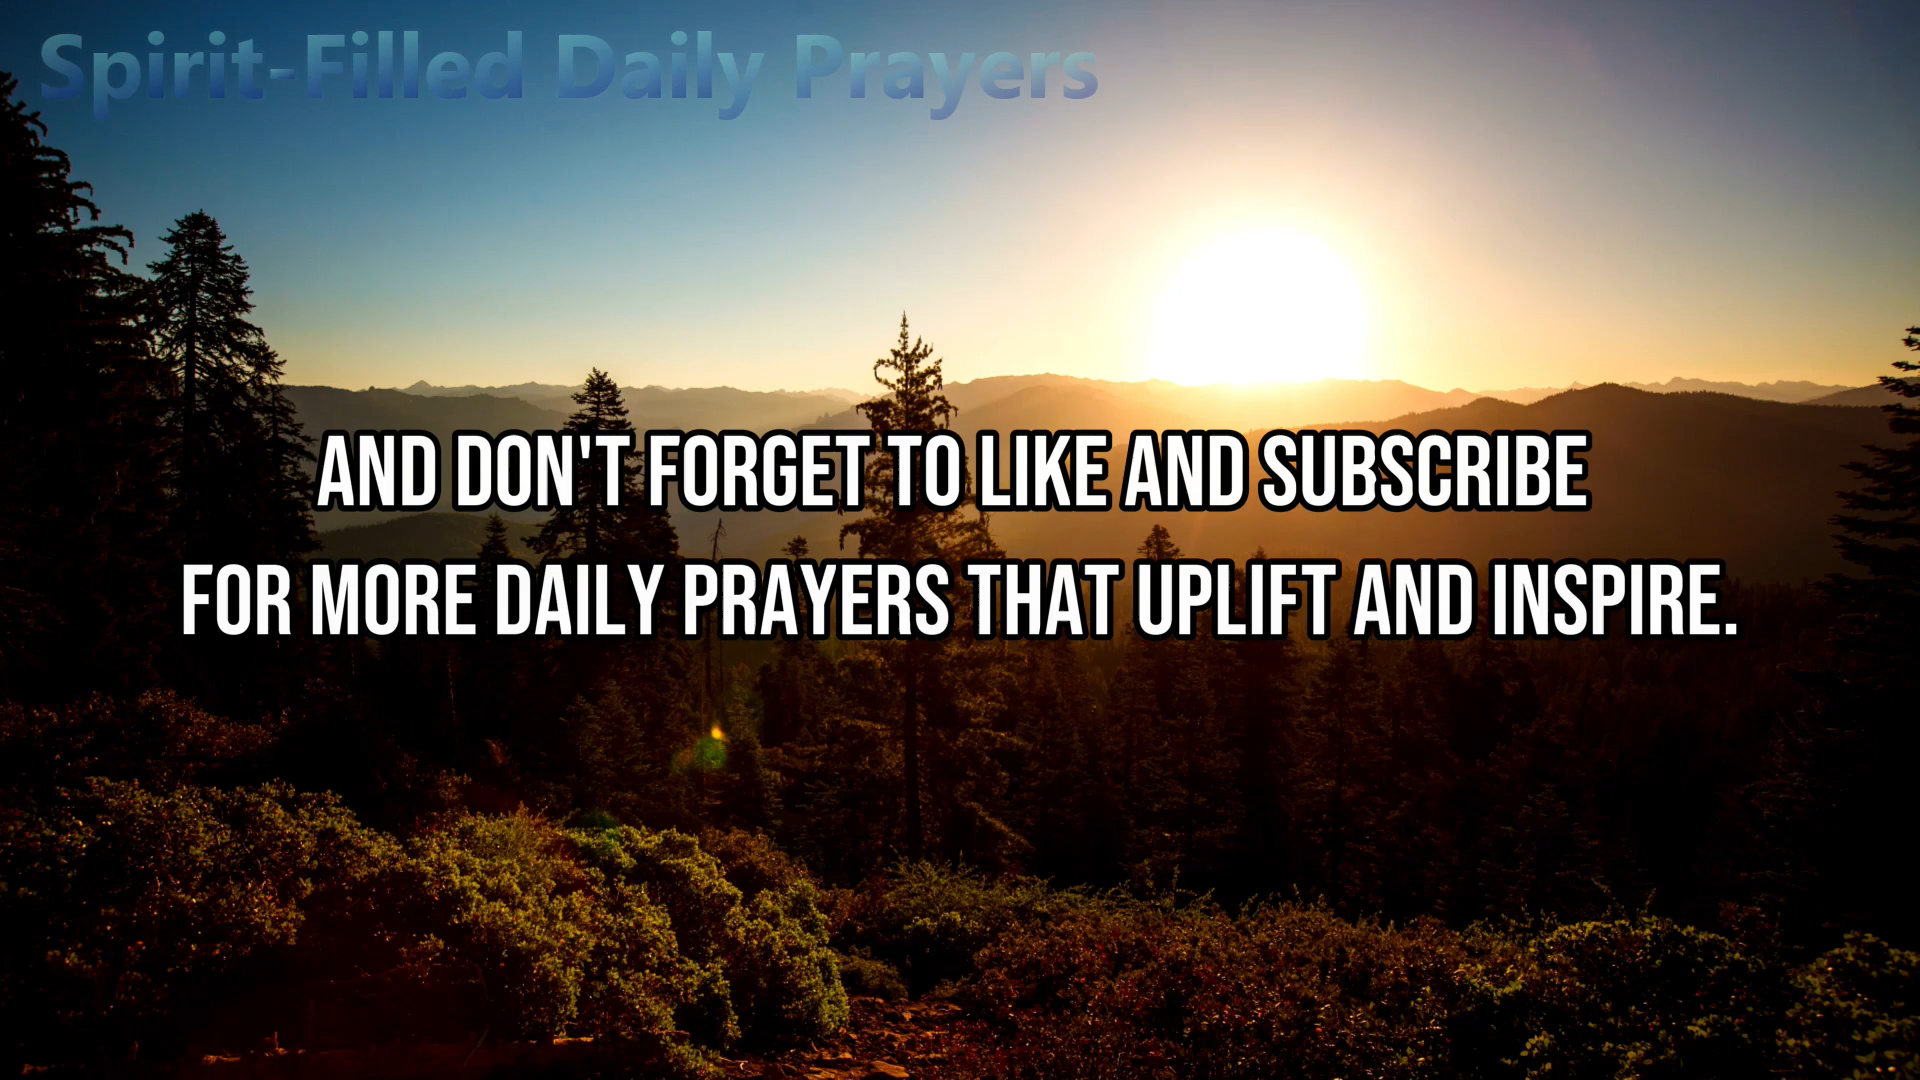 Spirit-Filled Daily Prayers
AND DON'T FORGET TO LIKE AND SUBSCRIBE
FOR MORE DAILY PRAYERS THAT UPLIFT AND INSPIRE.